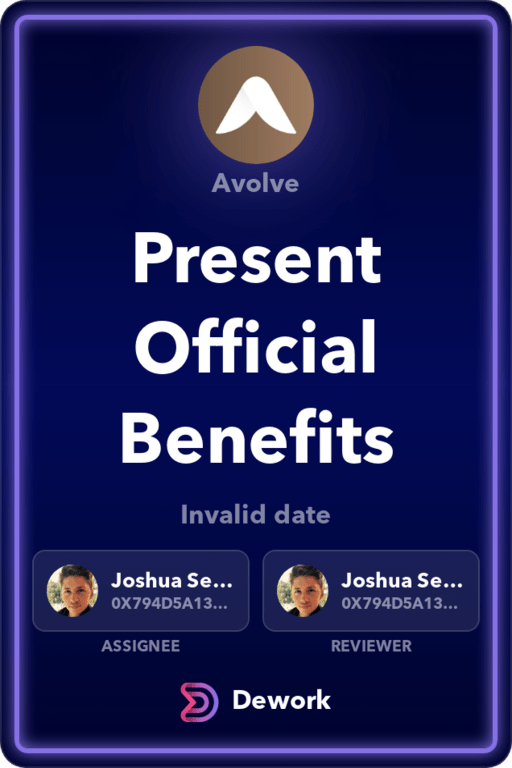 Avolve
Present
Official
Benefits
Invalid date
Joshua Se...
0X794D5A13...
ASSIGNEE
Joshua Se...
0X794D5A13...
REVIEWER
Dework